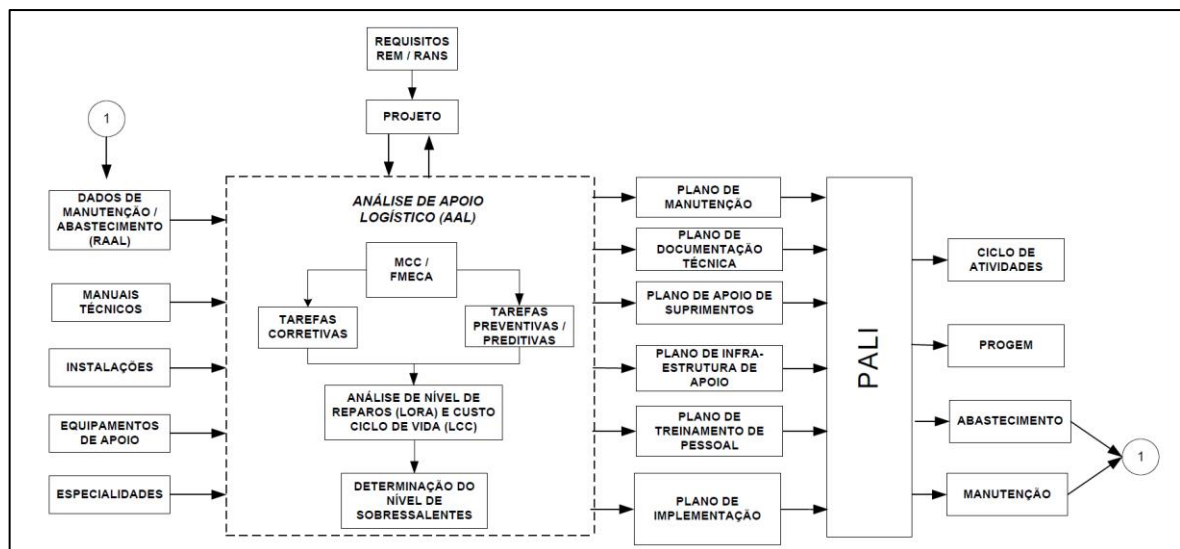 REQUISITOS
REM / RANS
PROJETO
1
DADOS DE
MANUTENÇÃO /
ABASTECIMENTO
(RAAL)
MANUAIS
TÉCNICOS
INSTALAÇÕES
EQUIPAMENTOS
DE APOIO
ESPECIALIDADES
ANÁLISE DE APOIO
LOGÍSTICO (AAL)
MCC /
FMECA
TAREFAS
CORRETIVAS
TAREFAS
PREVENTIVAS /
PREDITIVAS
ANÁLISE DE NÍVEL DE
REPAROS (LORA) E CUSTO
CICLO DE VIDA (LCC)
DETERMINAÇÃO DO
NÍVEL DE
SOBRESSALENTES
PLANO DE
MANUTENÇÃO
PLANO DE
DOCUMENTAÇÃO
TÉCNICA
PLANO DE APOIO DE
SUPRIMENTOS
PLANO DE INFRA-
ESTRUTURA DE
APOIO
PLANO DE
TREINAMENTO DE
PESSOAL
PLANO DE
IMPLEMENTAÇÃO
PALI
CICLO DE
ATIVIDADES
PROGEM
ABASTECIMENTO
MANUTENÇÃO
1